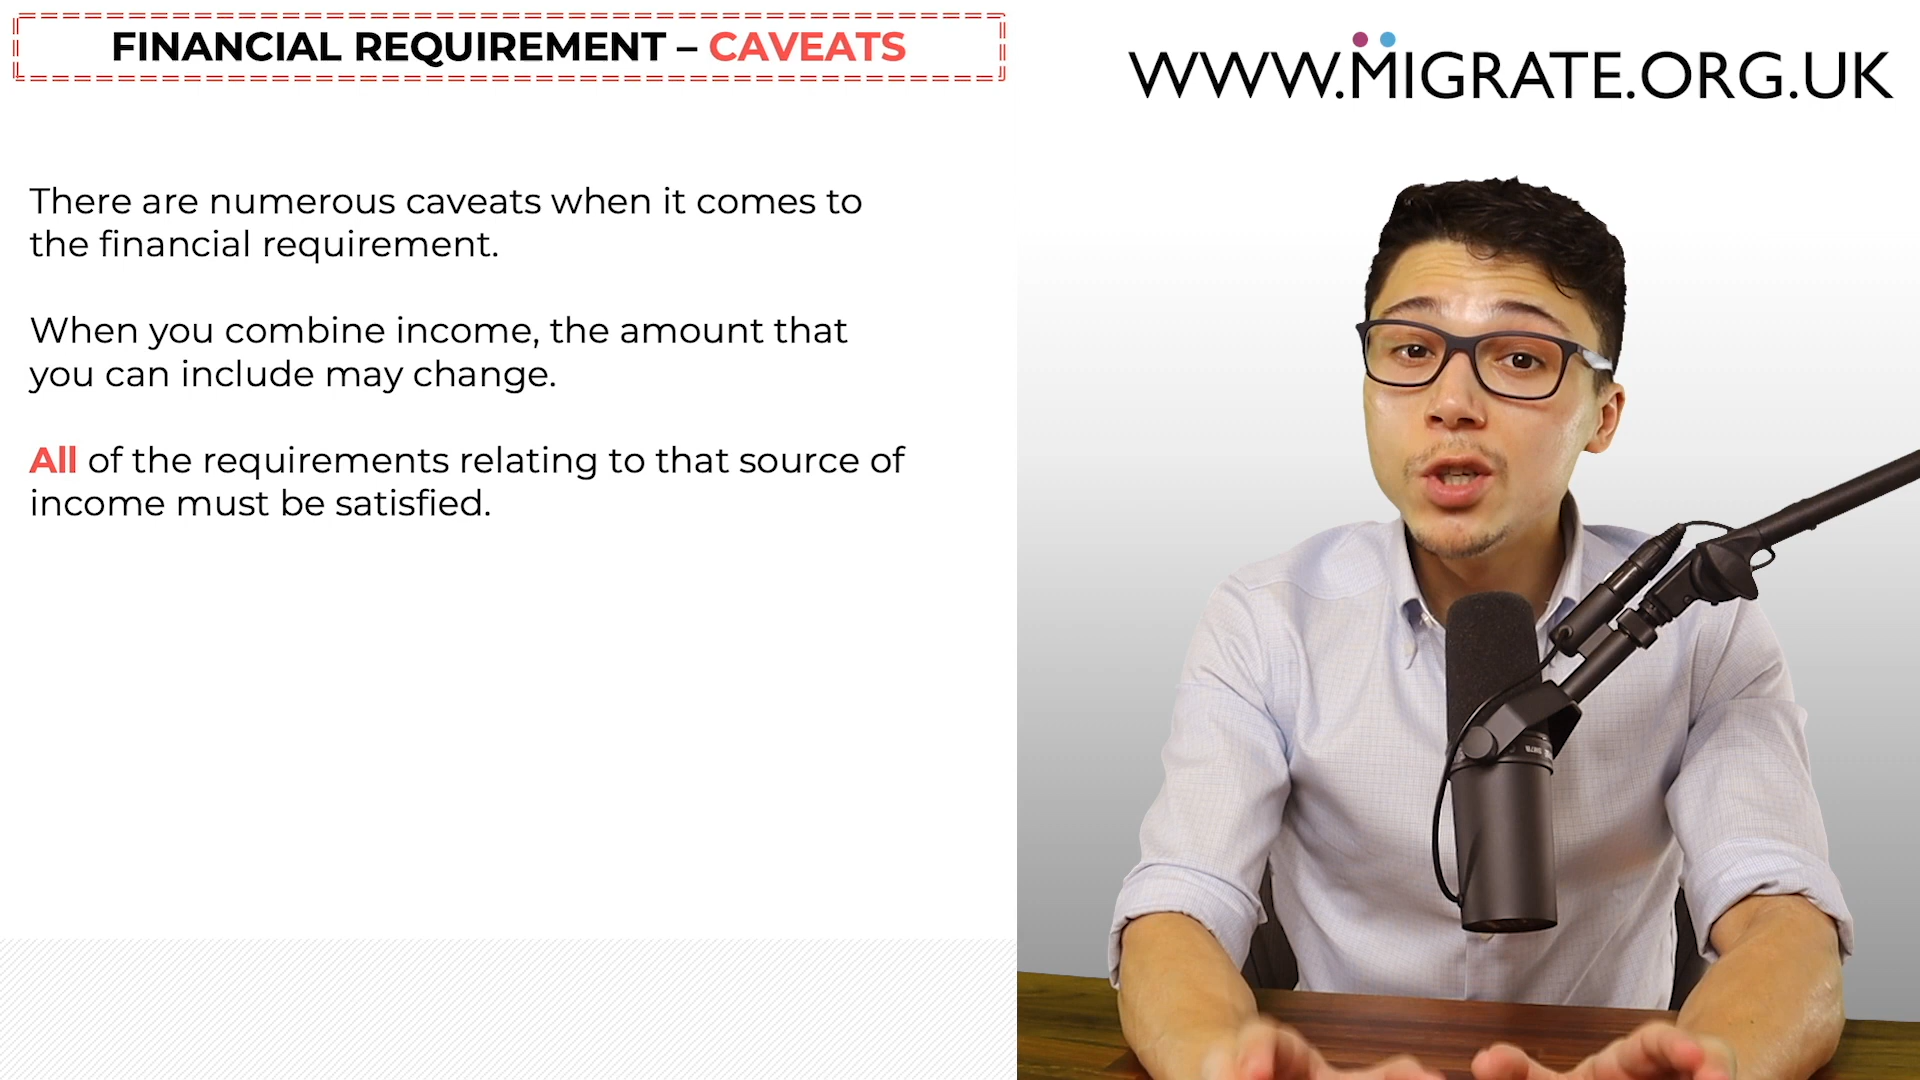 FINANCIAL REQUIREMENT – CAVEATS
WWW.MIGRATE.ORG.UK
There are numerous caveats when it comes to
the financial requirement.
When you combine income, the amount that
you can include may change.
All of the requirements relating to that source of
income must be satisfied.